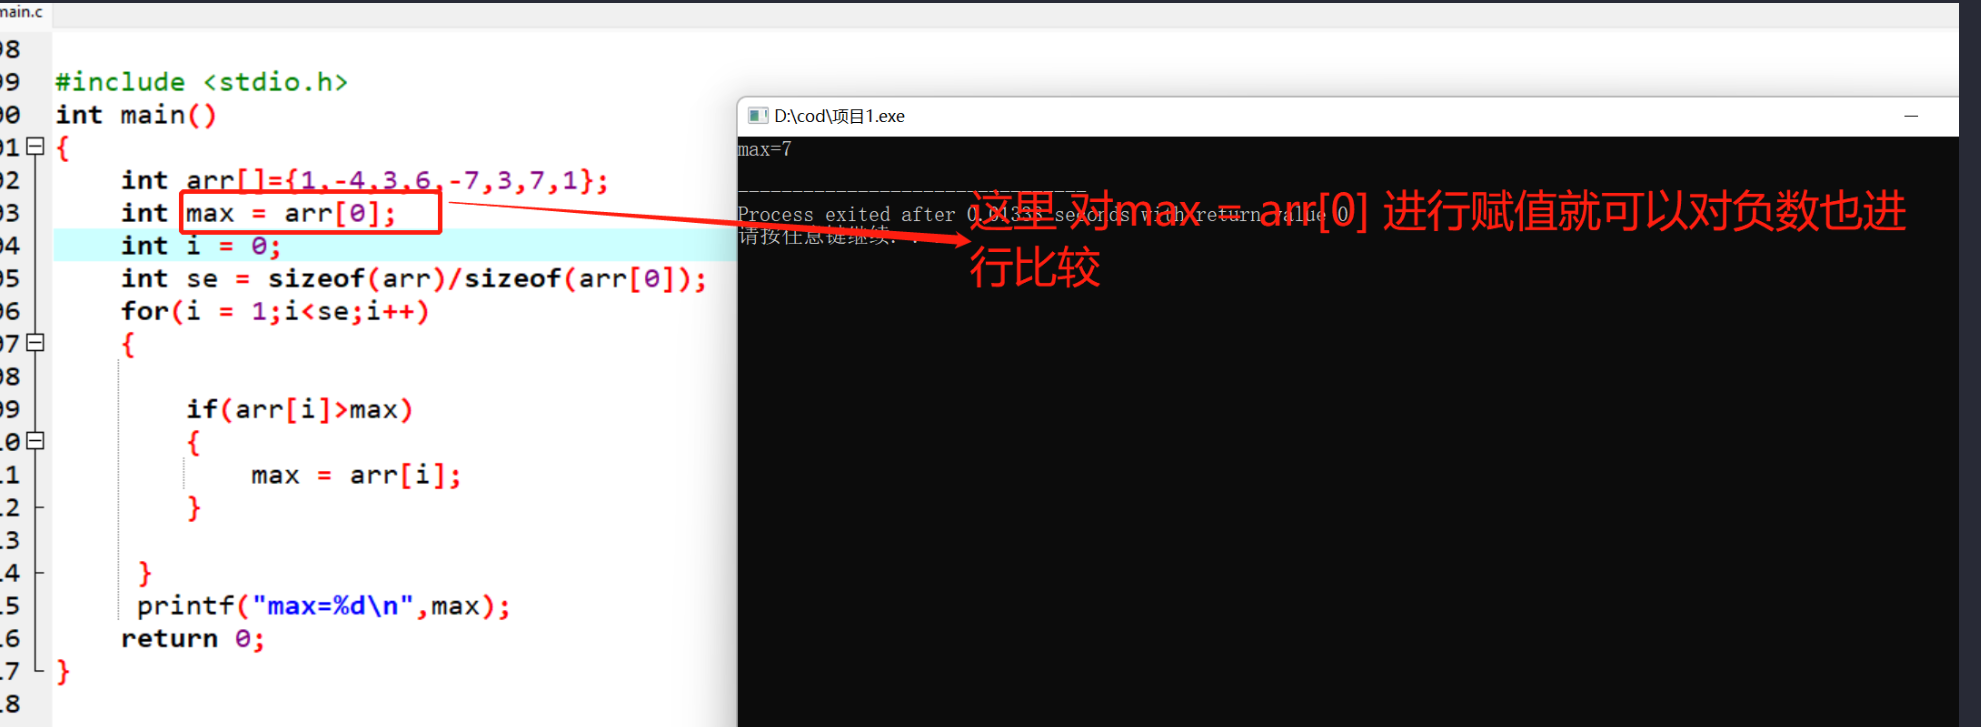 main.c
98
99 #include <stdio.h>
00 int main()
01 {
02 int arr[]={1,-4,3,6,-7,3,7,1};
03 int max = arr[0];
04 int i = 0;
05 int se = sizeof(arr)/sizeof(arr[0]);
06 for(i = 1;i<se;i++)
07 {
08
09 if(arr[i]>max)
10 {
11 max = arr[i];
12 }
13
14 }
15 printf("max=%d\n",max);
16 return 0;
17 }
18
D:\cod\项目1.exe
max=7
--------------------------------
Process exited after 0.01333 seconds with return value 0
请按任意键继续. .
这里 对max = arr[0] 进行赋值就可以对负数也进
行比较